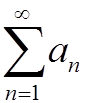 ∞
∑ aₙ
n=1